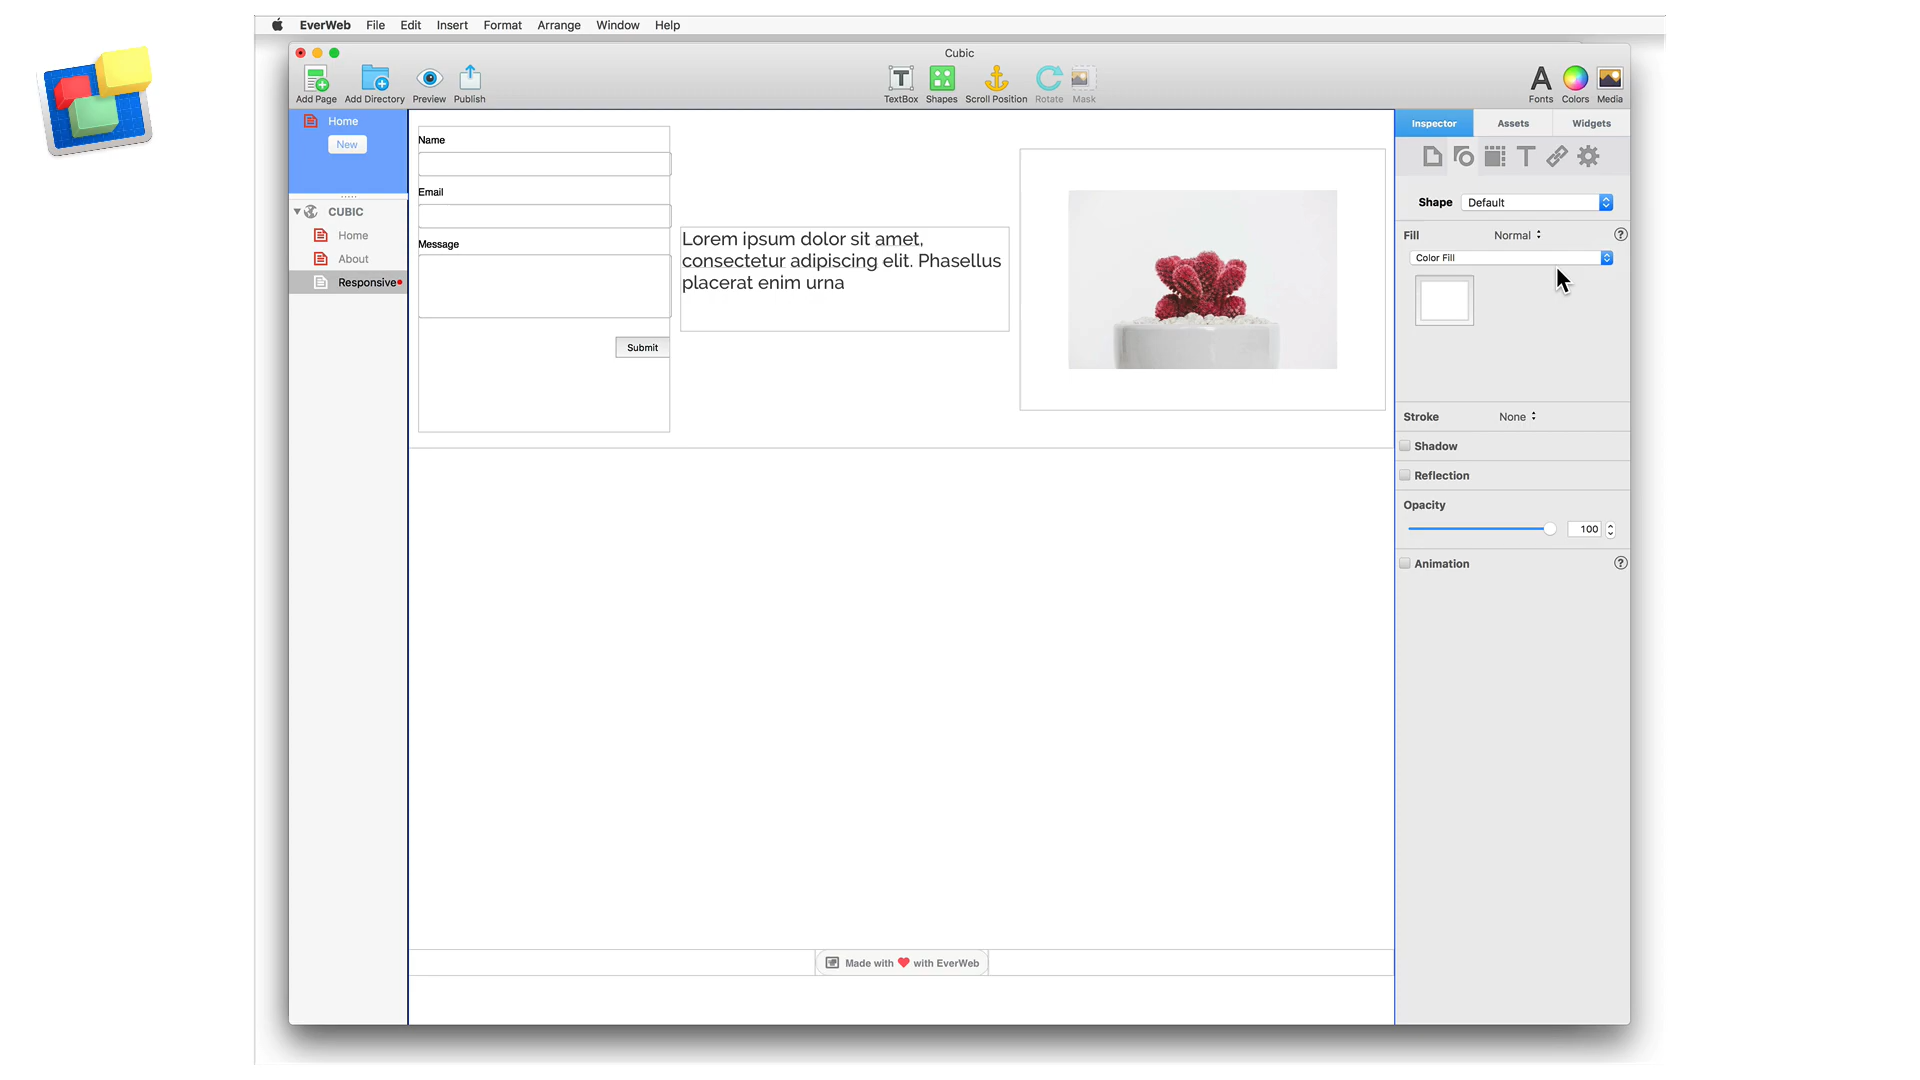 EverWeb File Edit Insert Format Arrange Window Help
Cubic
Add Page Add Directory Preview Publish
TextBox Shapes Scroll Position Rotate Mask
Fonts Colors Media
Home
New
CUBIC
Home
About
Responsive
Name
Email
Message
Submit
Lorem ipsum dolor sit amet,
consectetur adipiscing elit. Phasellus
placerat enim urna
Made with ❤ with EverWeb
Inspector Assets Widgets
Shape Default
Fill Normal ?
Color Fill
Stroke None
Shadow
Reflection
Opacity
100
Animation ?